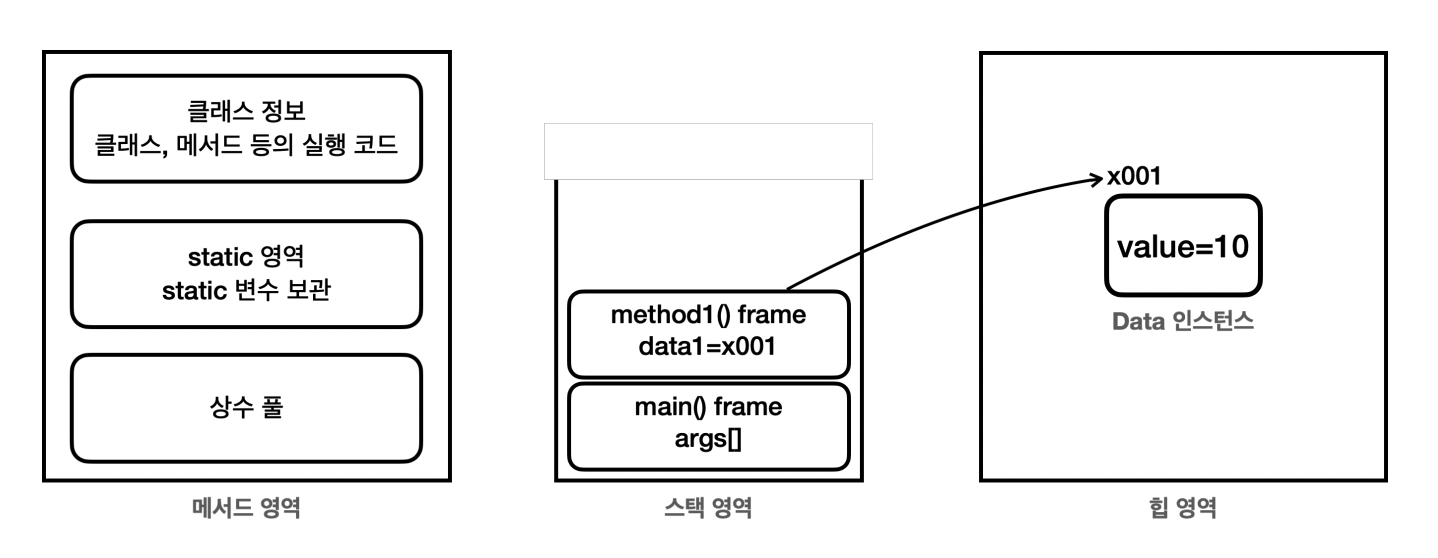 클래스 정보
클래스, 메서드 등의 실행 코드
static 영역
static 변수 보관
상수 풀
메서드 영역
method1() frame
data1=x001
main() frame
args[]
스택 영역
x001
value=10
Data 인스턴스
힙 영역